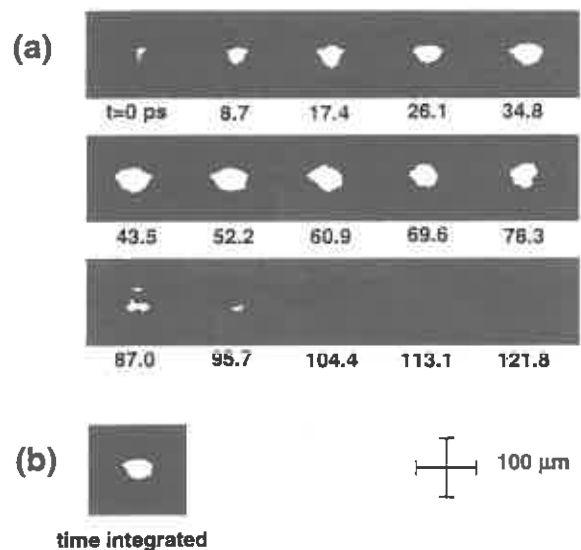 (a)
t=0 ps 8.7 17.4 26.1 34.8
43.5 52.2 60.9 69.6 78.3
87.0 95.7 104.4 113.1 121.8
(b) 100 μm
time integrated